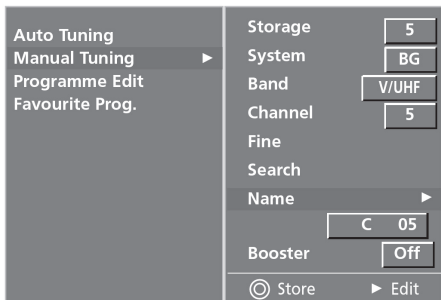 Auto Tuning
Manual Tuning ►
Programme Edit
Favourite Prog.
Storage 5
System BG
Band V/UHF
Channel 5
Fine
Search
Name ►
C 05
Booster Off
Store ► Edit